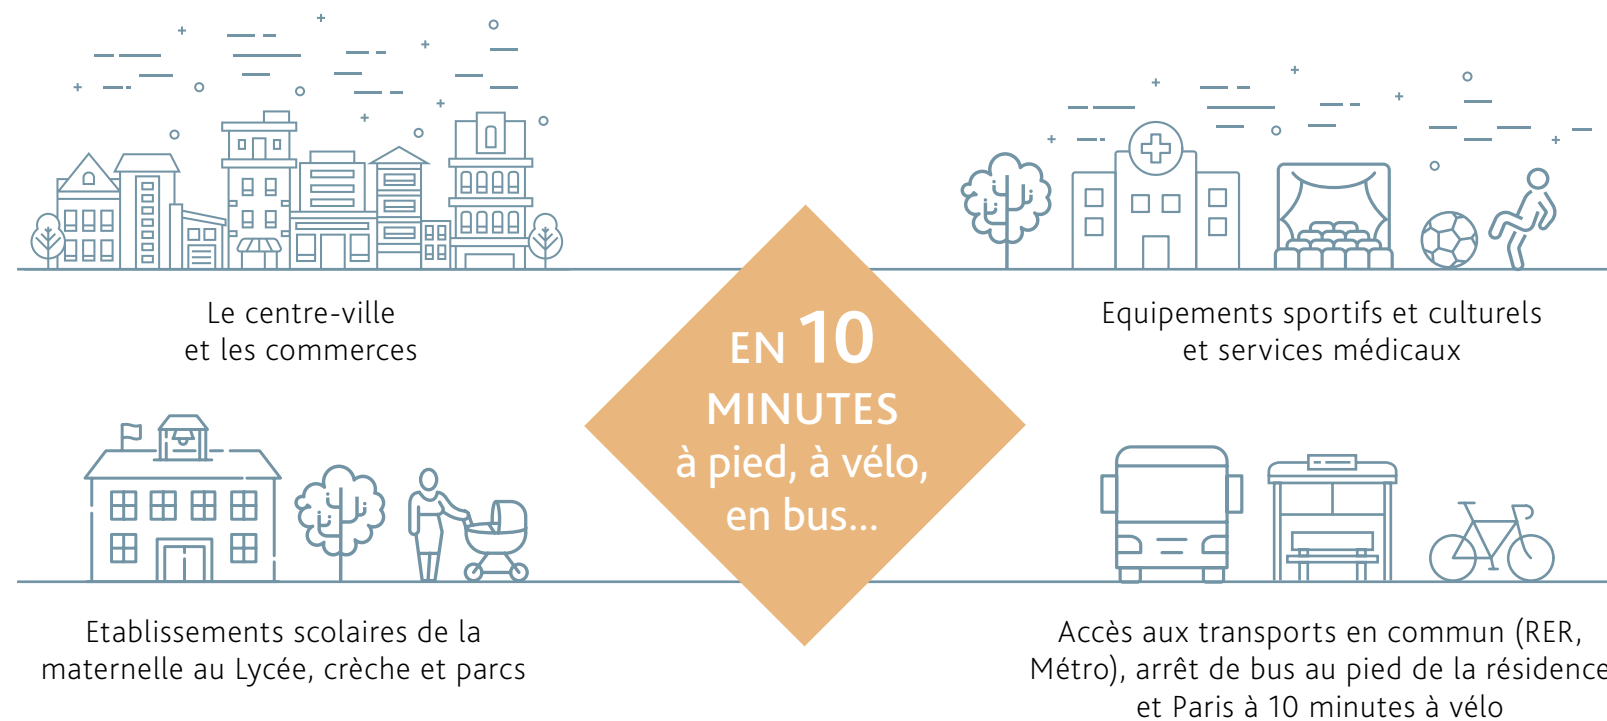 Le centre-ville
et les commerces
Equipements sportifs et culturels
et services médicaux
EN 10
MINUTES
à pied, à vélo,
en bus...
Etablissements scolaires de la
maternelle au Lycée, crèche et parcs
Accès aux transports en commun (RER,
Métro), arrêt de bus au pied de la résidence
et Paris à 10 minutes à vélo